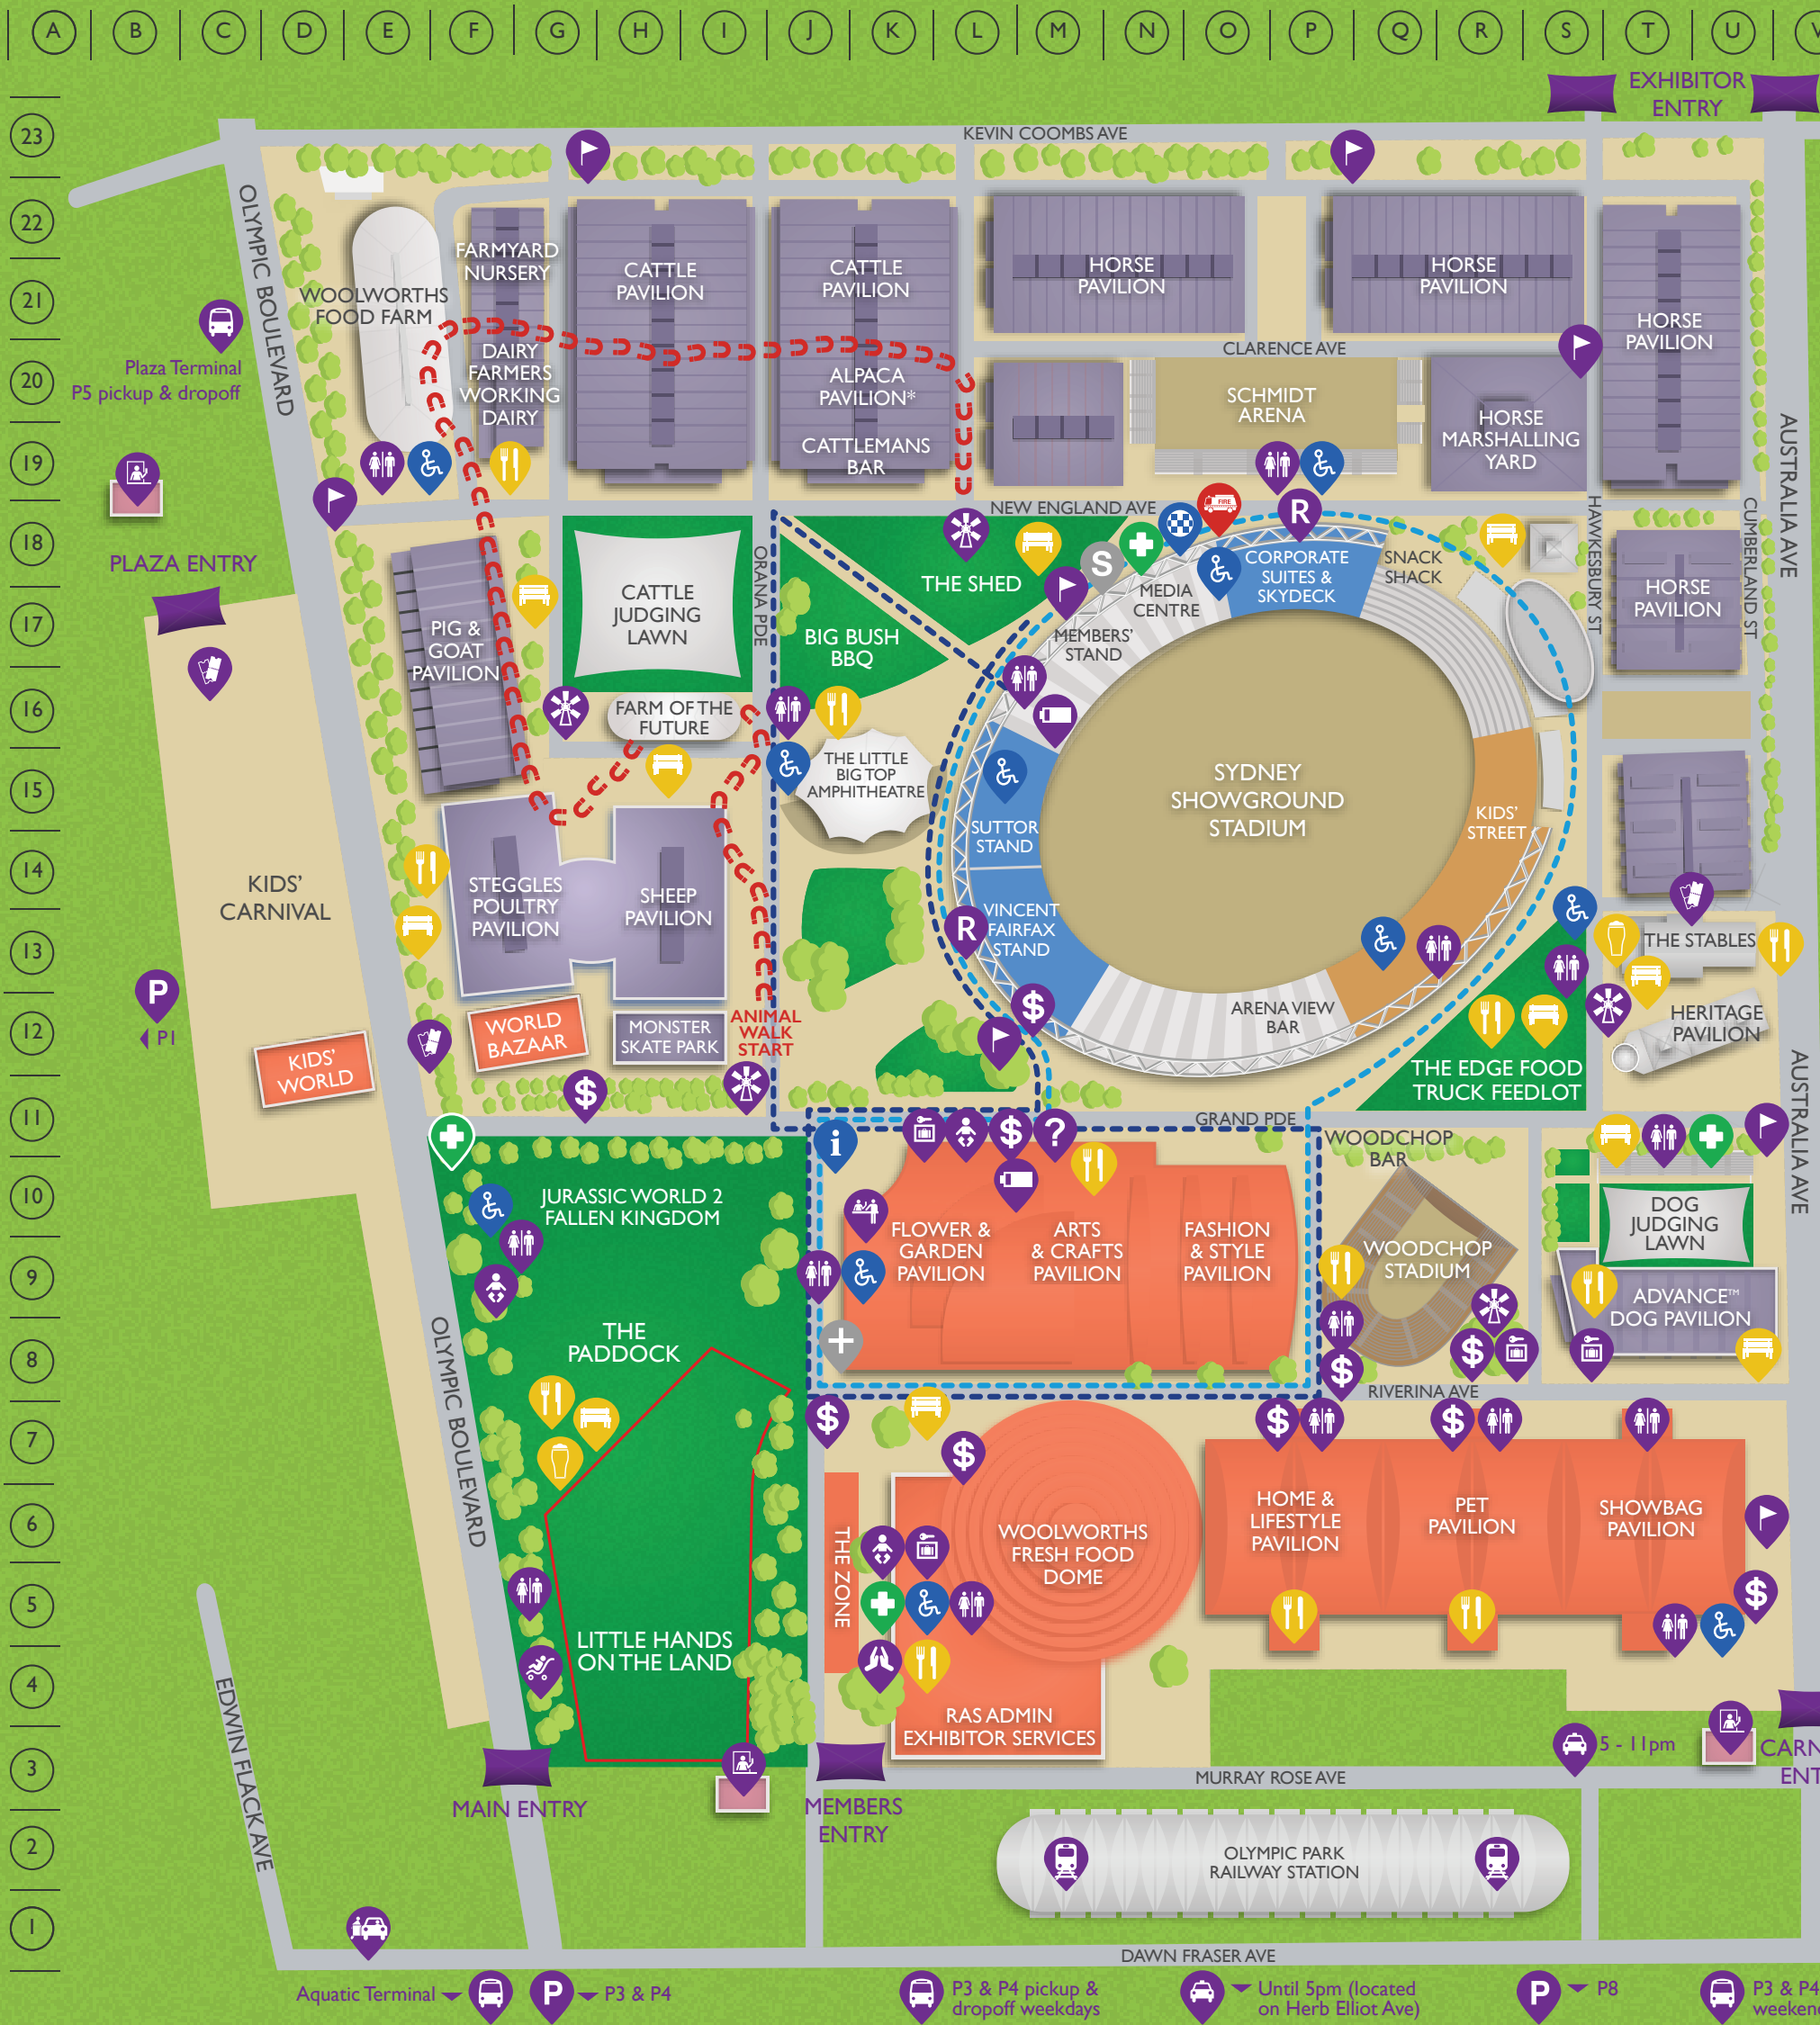 A B C D E F G H I J K L M N O P Q R S T U
EXHIBITOR
ENTRY
23
22
21
20
19
18
17
16
15
14
13
12
11
10
9
8
7
6
5
4
3
2
1
KEVIN COOMBS AVE
OLYMPIC BOULEVARD
FARMYARD
NURSERY
WOOLWORTHS
FOOD FARM
CATTLE
PAVILION
CATTLE
PAVILION
HORSE
PAVILION
HORSE
PAVILION
HORSE
PAVILION
Plaza Terminal
P5 pickup & dropoff
DAIRY
FARMERS
WORKING
DAIRY
ALPACA
PAVILION*
CATTLEMANS
BAR
CLARENCE AVE
SCHMIDT
ARENA
HORSE
MARSHALLING
YARD
AUSTRALIA AVE
PLAZA ENTRY
NEW ENGLAND AVE
FIRE
R
S
HAWKESBURY ST
CUMBERLAND ST
ORANA PDE
CATTLE
JUDGING
LAWN
THE SHED
MEDIA
CENTRE
CORPORATE
SUITES &
SKYDECK
SNACK
SHACK
HORSE
PAVILION
PIG &
GOAT
PAVILION
BIG BUSH
BBQ
MEMBERS'
STAND
FARM OF THE
FUTURE
THE LITTLE
BIG TOP
AMPHITHEATRE
SYDNEY
SHOWGROUND
STADIUM
SUTTOR
STAND
KIDS'
STREET
KIDS'
CARNIVAL
STEGGLES
POULTRY
PAVILION
SHEEP
PAVILION
R
VINCENT
FAIRFAX
STAND
THE STABLES
P
P1
KIDS'
WORLD
WORLD
BAZAAR
MONSTER
SKATE PARK
ANIMAL
WALK
START
$
ARENA VIEW
BAR
HERITAGE
PAVILION
THE EDGE FOOD
TRUCK FEEDLOT
$
GRAND PDE
AUSTRALIA AVE
i
$
?
WOODCHOP
BAR
JURASSIC WORLD 2
FALLEN KINGDOM
FLOWER &
GARDEN
PAVILION
ARTS
& CRAFTS
PAVILION
FASHION
& STYLE
PAVILION
WOODCHOP
STADIUM
DOG
JUDGING
LAWN
ADVANCE™
DOG PAVILION
THE
PADDOCK
OLYMPIC BOULEVARD
$
$
RIVERINA AVE
$
$
$
$
THE ZONE
WOOLWORTHS
FRESH FOOD
DOME
HOME &
LIFESTYLE
PAVILION
PET
PAVILION
SHOWBAG
PAVILION
$
LITTLE HANDS
ON THE LAND
RAS ADMIN
EXHIBITOR SERVICES
EDWIN FLACK AVE
5 - 11pm
CARN
ENT
MURRAY ROSE AVE
MAIN ENTRY
MEMBERS
ENTRY
OLYMPIC PARK
RAILWAY STATION
DAWN FRASER AVE
Aquatic Terminal
P
P3 & P4
P3 & P4 pickup &
dropoff weekdays
Until 5pm (located
on Herb Elliot Ave)
P
P8
P3 & P4
weeken